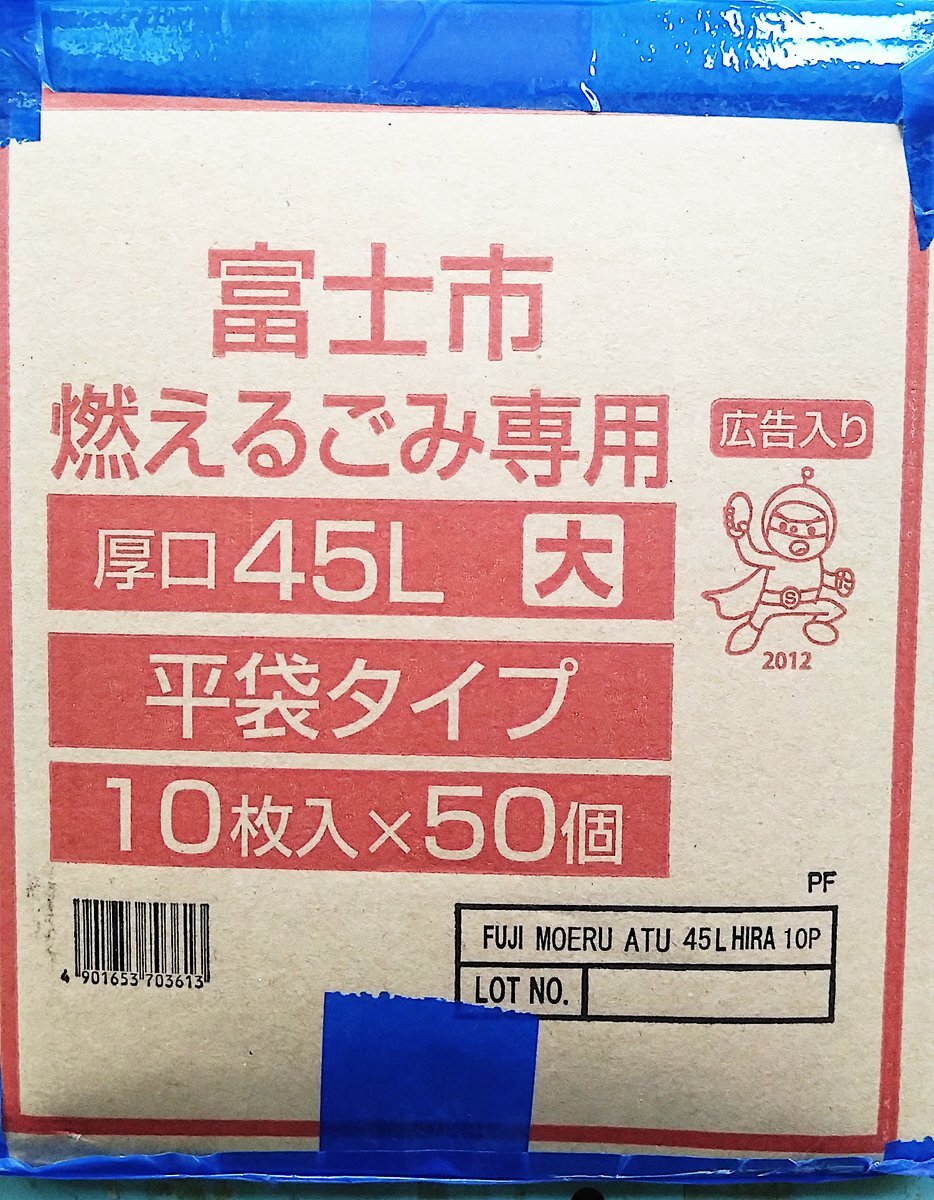 富士市
燃えるごみ専用
広告入り
厚口 45L 大
S
2012
平袋タイプ
10枚入×50個
PF
FUJI MOERU ATU 45L HIRA 10P
LOT NO.
4 901653 703613